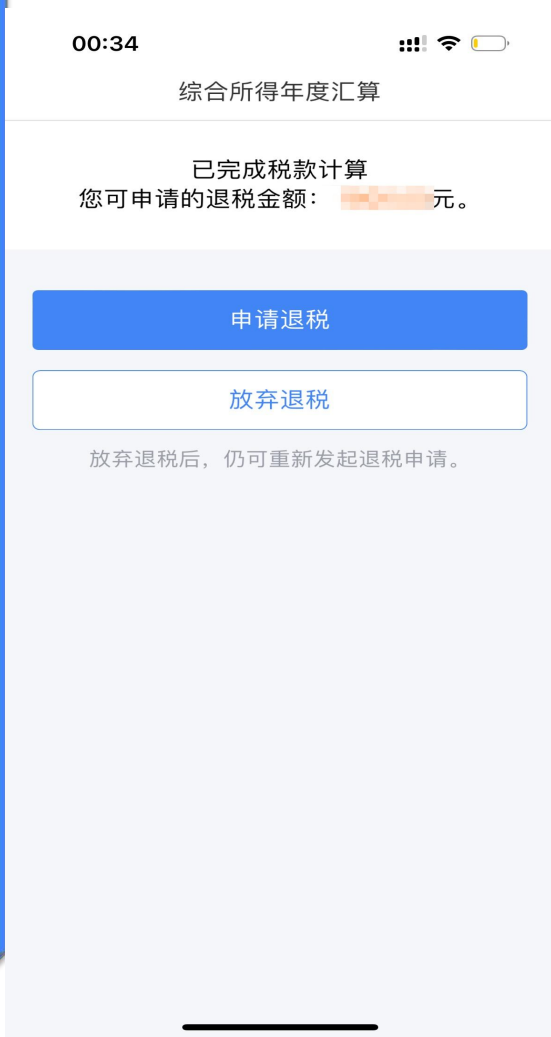 00:34
综合所得年度汇算
已完成税款计算
您可申请的退税金额： 元。
申请退税
放弃退税
放弃退税后，仍可重新发起退税申请。